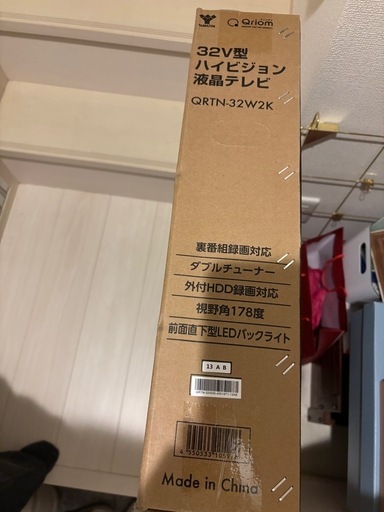 YAMAZEN
Qriom
32V型
ハイビジョン
液晶テレビ
QRTN-32W2K
裏番組録画対応
ダブルチューナー
外付HDD録画対応
視野角178度
前面直下型LEDバックライト
13 A B
Made in China